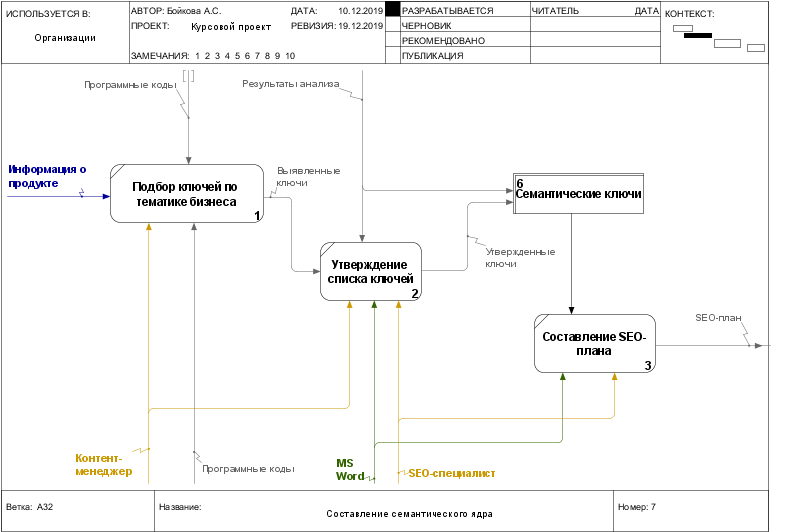 ИСПОЛЬЗУЕТСЯ В:
Организации
АВТОР: Бойкова А.С.
ДАТА: 10.12.2019
ПРОЕКТ: Курсовой проект
РЕВИЗИЯ: 19.12.2019
ЗАМЕЧАНИЯ: 1 2 3 4 5 6 7 8 9 10
РАЗРАБАТЫВАЕТСЯ
ЧЕРНОВИК
РЕКОМЕНДОВАНО
ПУБЛИКАЦИЯ
ЧИТАТЕЛЬ ДАТА
КОНТЕКСТ:
Программные коды
Результаты анализа
Информация о
продукте
Подбор ключей по
тематике бизнеса
1
Выявленные
ключи
6
Семантические ключи
Утверждение
списка ключей
2
Утвержденные
ключи
SEO-план
Составление SEO-
плана
3
Контент-
менеджер
Программные коды
MS
Word
SEO-специалист
Ветка: A32
Название:
Составление семантического ядра
Номер: 7